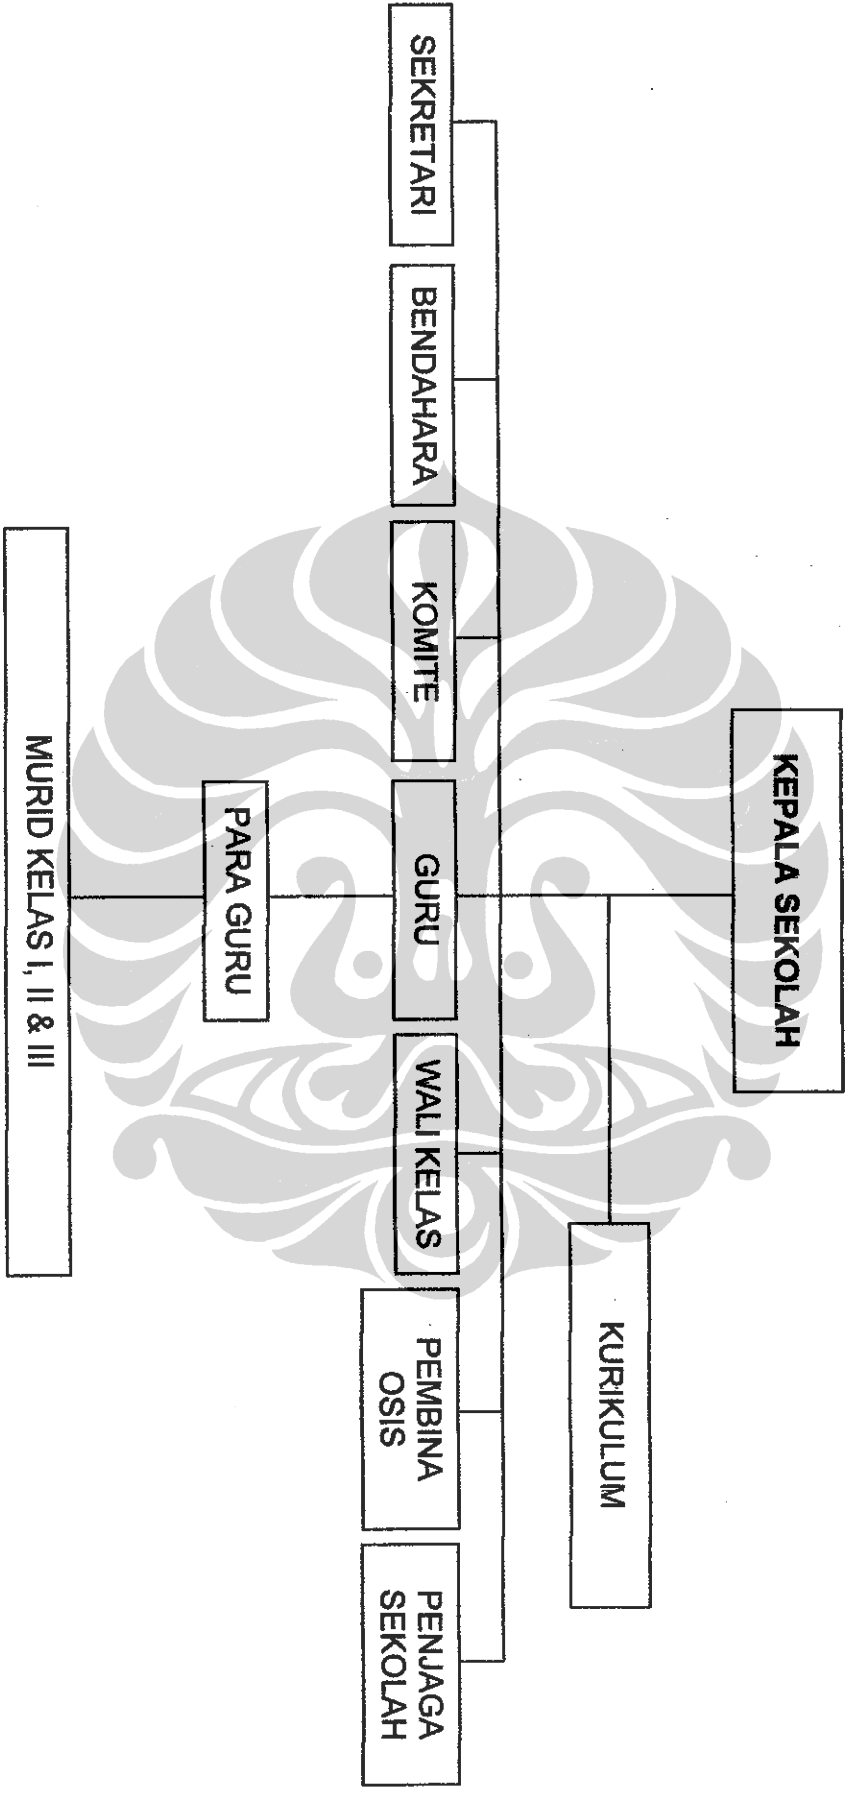 KEPALA SEKOLAH
KURIKULUM
SEKRETARI
BENDAHARA
KOMITE
GURU
WALI KELAS
PEMBINA
OSIS
PENJAGA
SEKOLAH
PARA GURU
MURID KELAS I, II & III